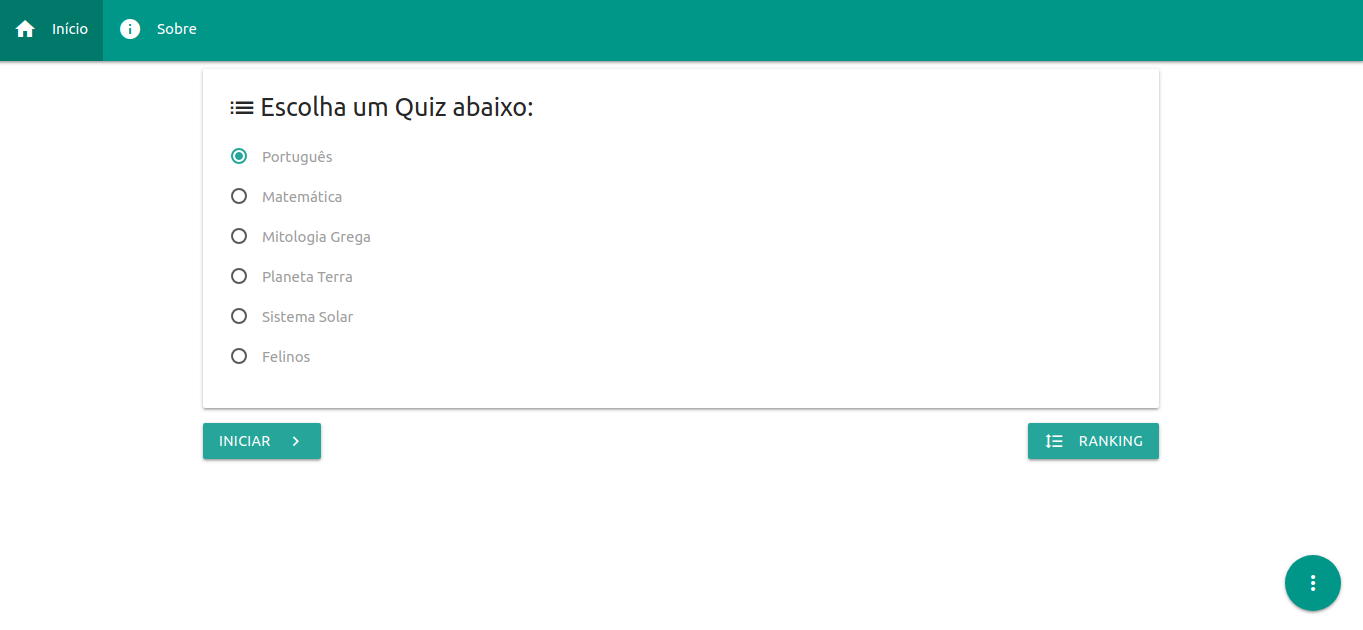 Início Sobre
Escolha um Quiz abaixo:
Português
Matemática
Mitologia Grega
Planeta Terra
Sistema Solar
Felinos
INICIAR RANKING